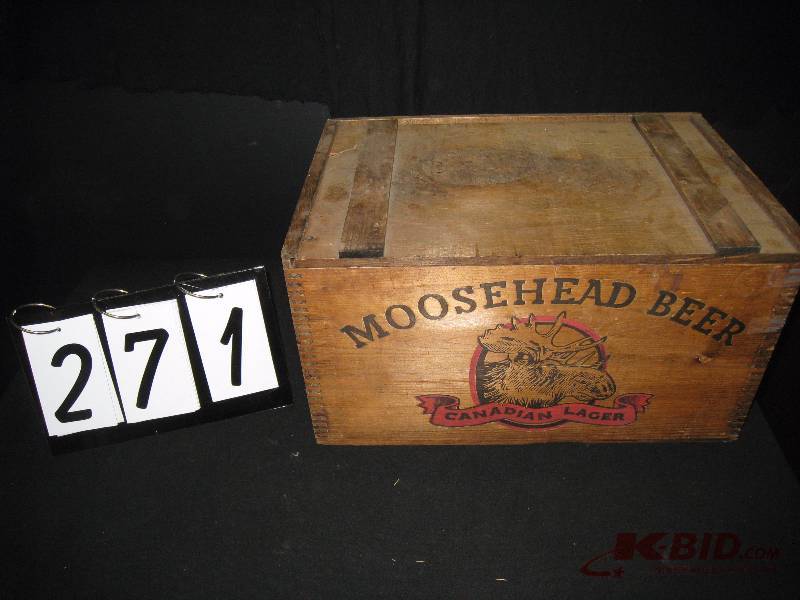 271
MOOSEHEAD BEER
CANADIAN LAGER
K-BID.COM